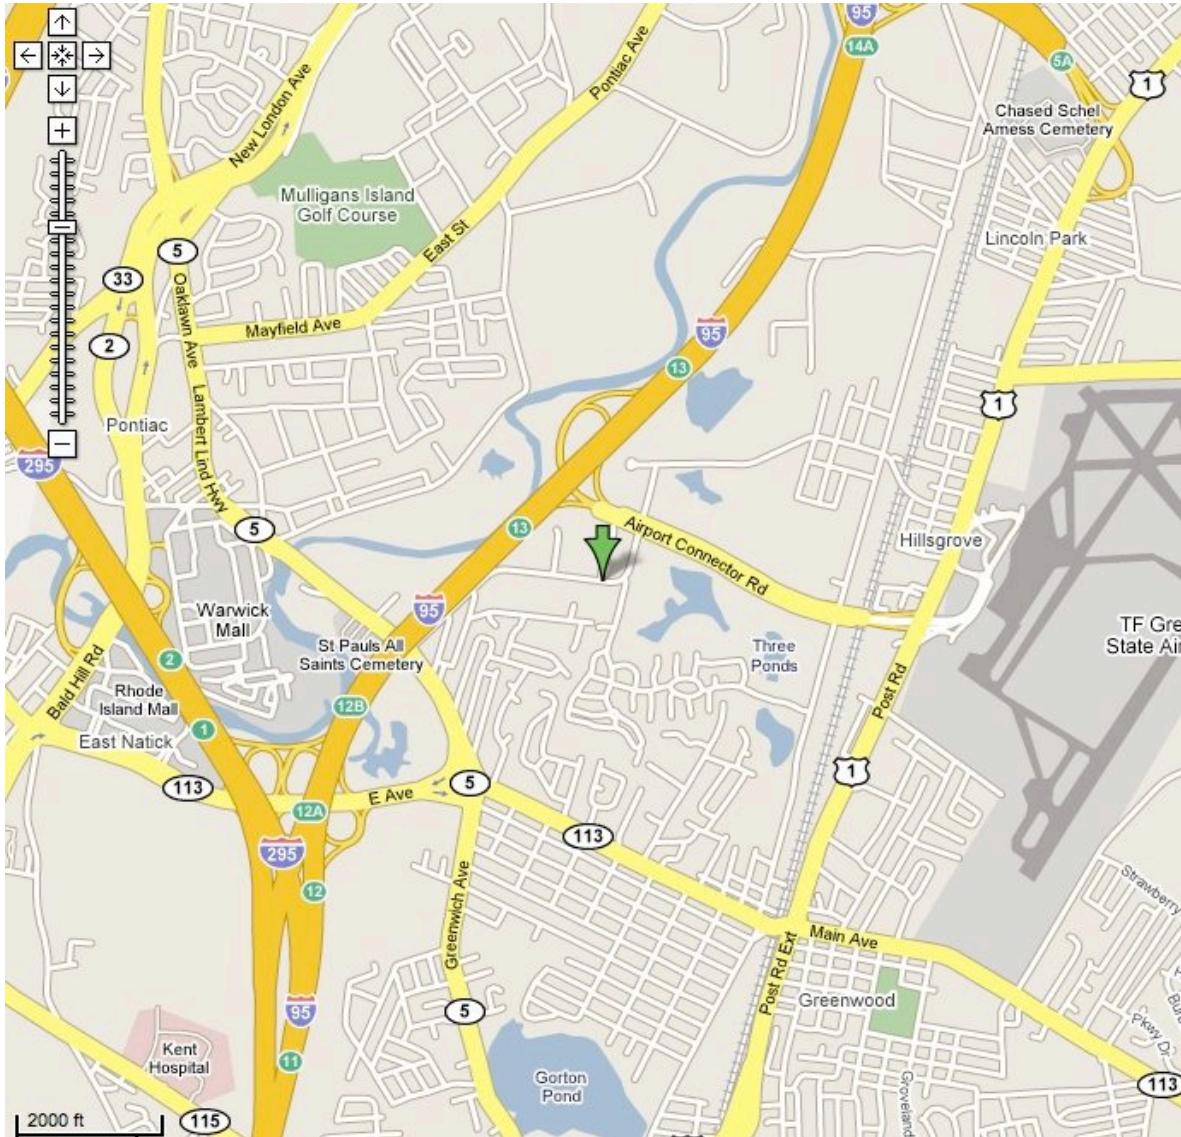 95
14A
5A
1
Chased Schel
Amess Cemetery
Pontiac Ave
New London Ave
Mulligans Island
Golf Course
East St
Lincoln Park
5
33
Oaklawn Ave
Mayfield Ave
2
95
13
1
Lambert Lind Hwy
Pontiac
295
5
13
Airport Connector Rd
Hillsgrove
95
Warwick
Mall
St Pauls All
Saints Cemetery
TF Gre
State Air
Three
Ponds
2
Bald Hill Rd
Rhode
Island Mall
12B
Post Rd
1
East Natick
113
E Ave
5
1
12A
113
295
12
Greenwich Ave
Strawberry
Main Ave
Post Rd Ext
Greenwood
95
5
Pkwy Dr
Kent
Hospital
11
Gorton
Pond
Groveland
113
2000 ft
115